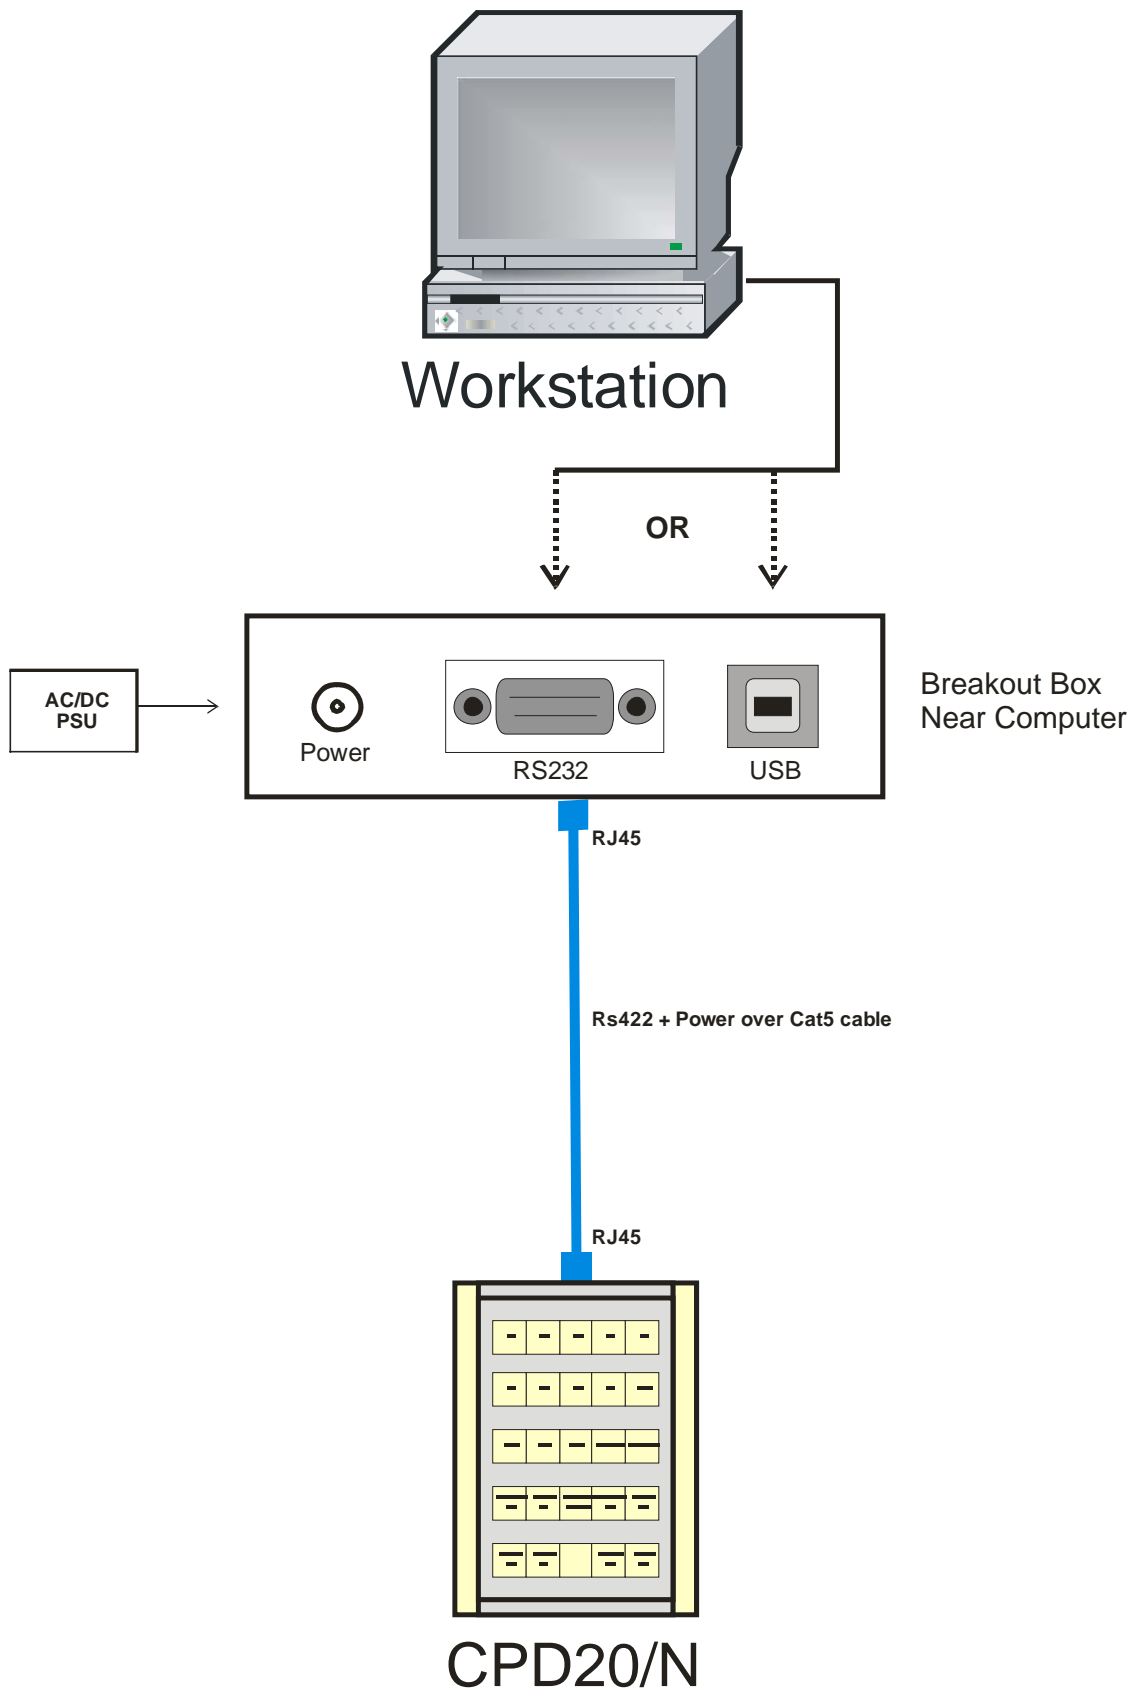 Workstation
OR
AC/DC
PSU
Power
RS232
USB
Breakout Box
Near Computer
RJ45
Rs422 + Power over Cat5 cable
RJ45
CPD20/N